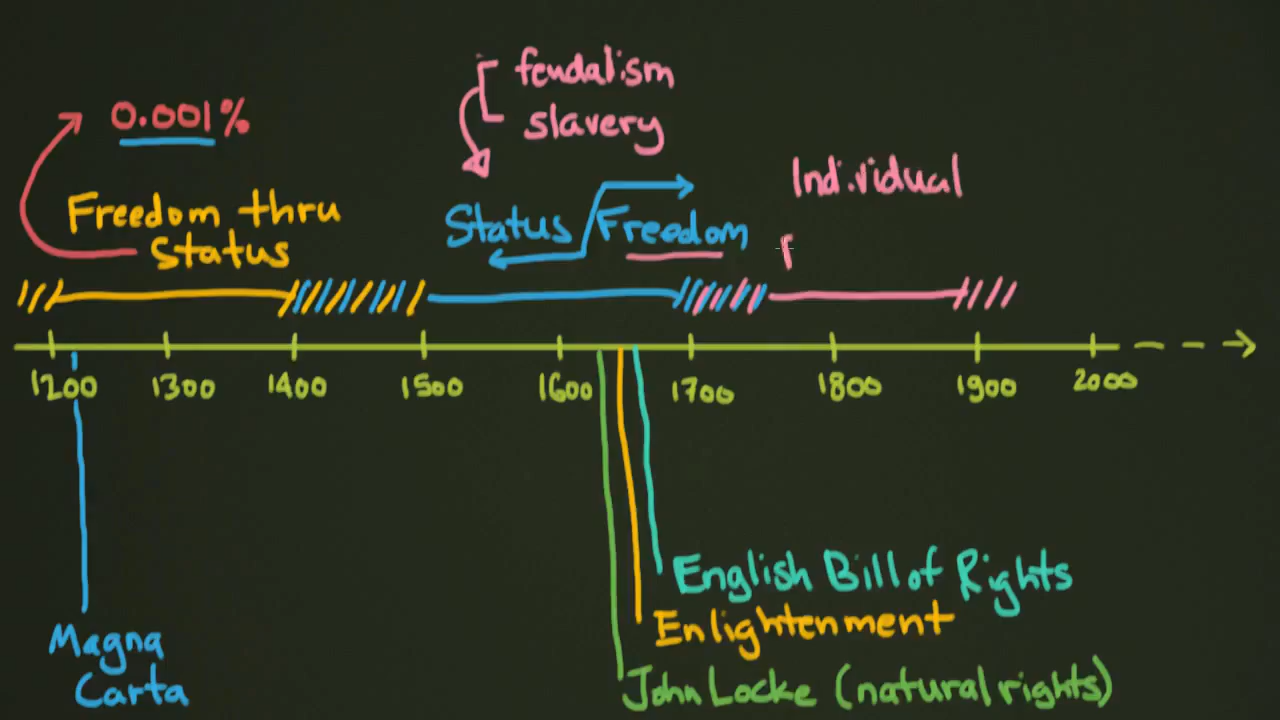 feudalism
slavery
0.001%
Individual
Freedom thru
Status
Status Freedom
1200 1300 1400 1500 1600 1700 1800 1900 2000
English Bill of Rights
Enlightenment
Magna
Carta
John Locke (natural rights)